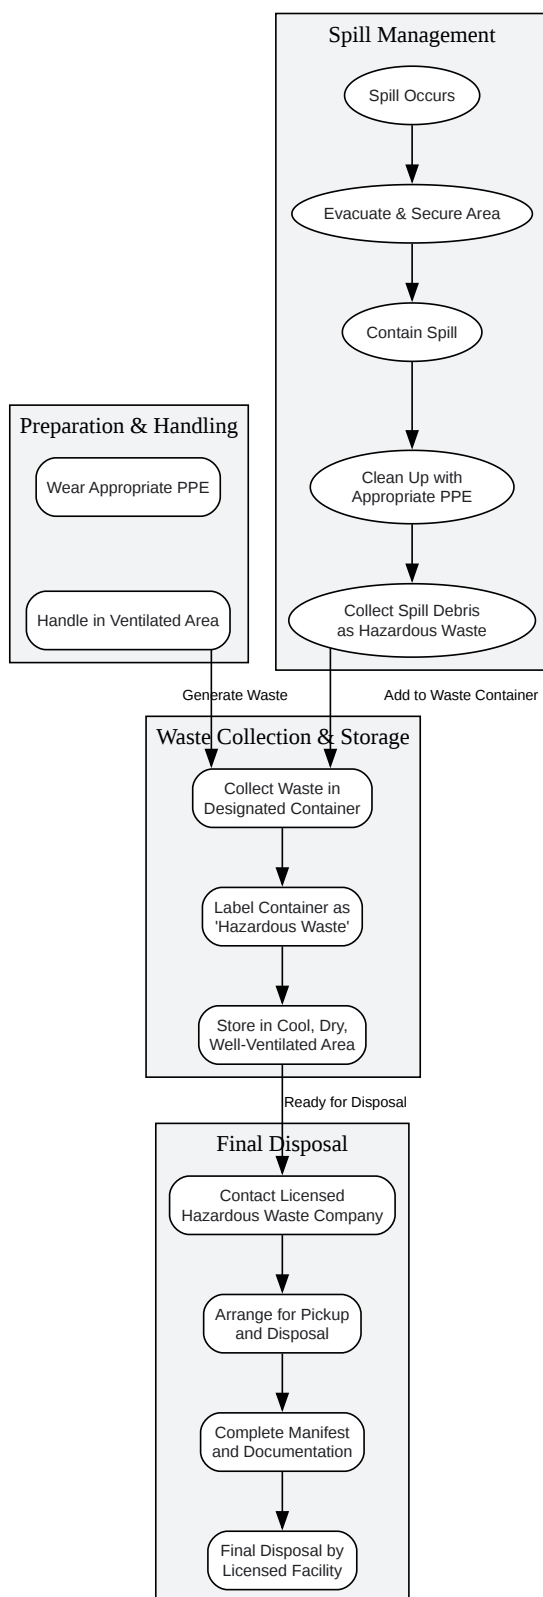 Spill Management
Spill Occurs
Evacuate & Secure Area
Contain Spill
Preparation & Handling
Wear Appropriate PPE
Clean Up with
Appropriate PPE
Handle in Ventilated Area
Collect Spill Debris
as Hazardous Waste
Generate Waste
Add to Waste Container
Waste Collection & Storage
Collect Waste in
Designated Container
Label Container as
'Hazardous Waste'
Store in Cool, Dry,
Well-Ventilated Area
Ready for Disposal
Final Disposal
Contact Licensed
Hazardous Waste Company
Arrange for Pickup
and Disposal
Complete Manifest
and Documentation
Final Disposal by
Licensed Facility